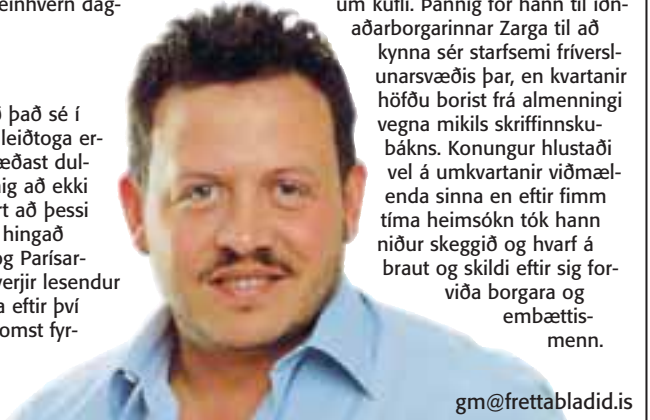 einhvern dag-
það sé í
leiðtoga er-
æðast dul-
ig að ekki
rt að þessi
hingað
og Parísar-
verjir lesendur
a eftir því
omst fyr-
um kufli. Þannig fór hann til iðn-
aðarborgarinnar Zarga til að
kynna sér starfsemi fríversl-
unarsvæðis þar, en kvartanir
höfðu borist frá almenningi
vegna mikils skriffinnsku-
bákns. Konungur hlustaði
vel á umkvartanir viðmæl-
enda sinna en eftir fimm
tíma heimsókn tók hann
niður skeggið og hvarf á
braut og skildi eftir sig for-
viða borgara og
embættis-
menn.
gm@frettabladid.is